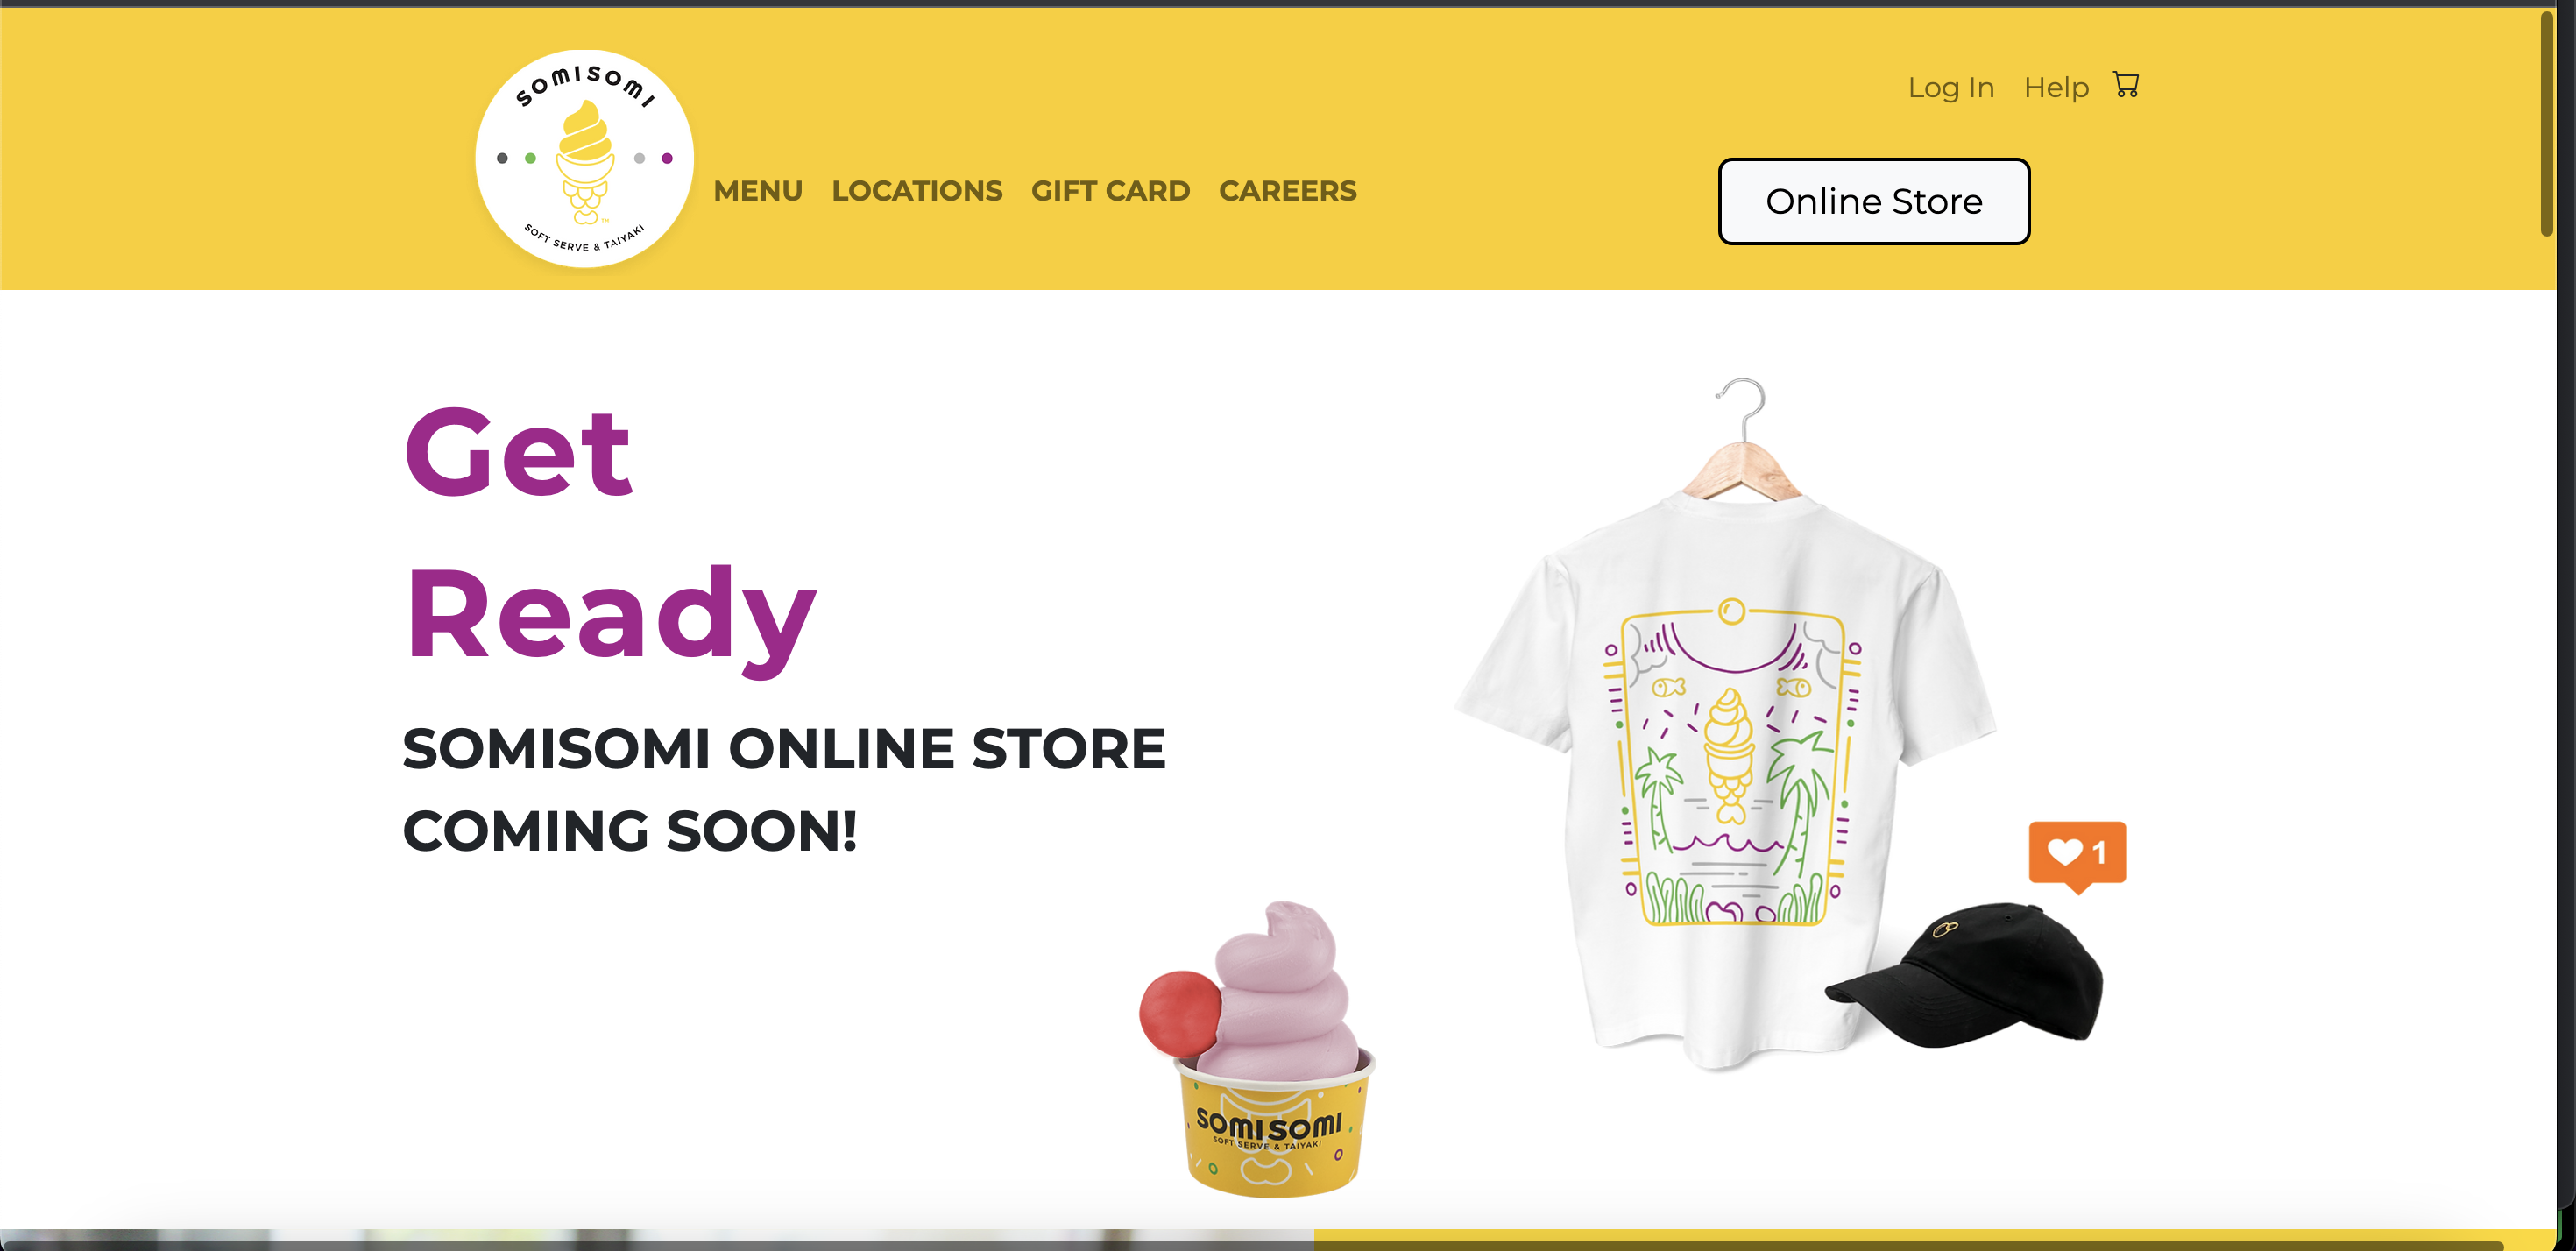 SOMISOMI
TM
SOFT SERVE & TAIYAKI
MENU LOCATIONS GIFT CARD CAREERS
Log In Help
Online Store
Get
Ready
SOMISOMI ONLINE STORE
COMING SOON!
1
SOMISOMI
SOFT SERVE & TAIYAKI